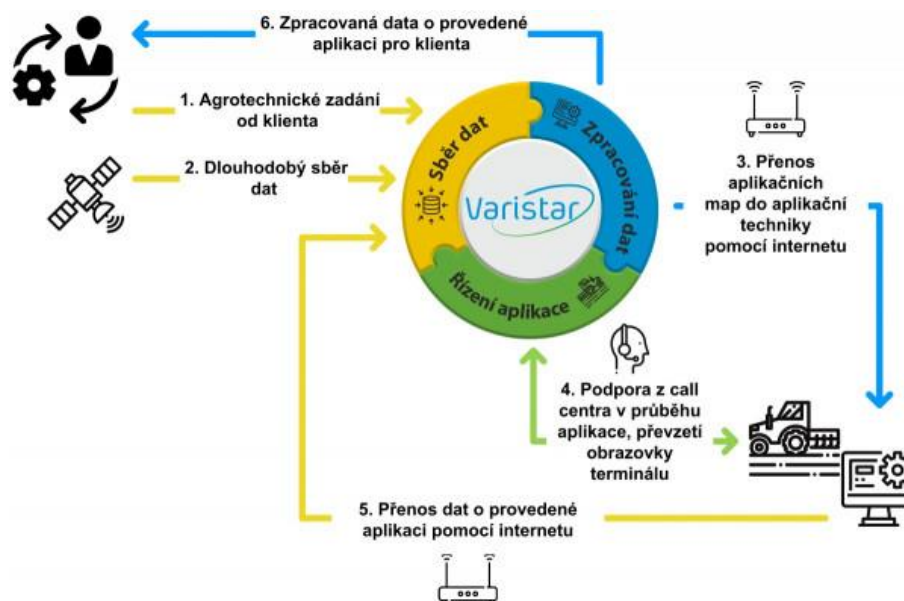 6. Zpracovaná data o provedené
aplikaci pro klienta
1. Agrotechnické zadání
od klienta
2. Dlouhodobý sběr
dat
Sběr dat
Zpracování dat
Řízení aplikace
Varistar
3. Přenos
aplikačních
map do aplikační
techniky
pomocí internetu
4. Podpora z call
centra v průběhu
aplikace, převzetí
obrazovky
terminálu
5. Přenos dat o provedené
aplikaci pomocí internetu